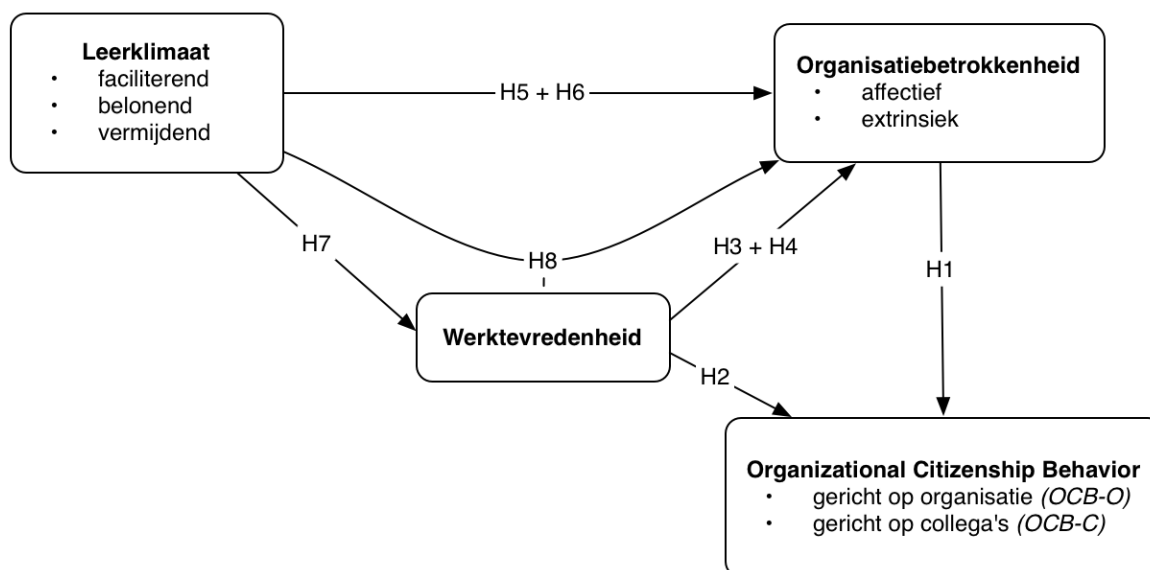 Leerklimaat
• faciliterend
• belonend
• vermijdend
Organisatiebetrokkenheid
• affectief
• extrinsiek
H5 + H6
H7
H8
H3 + H4
H1
Werktevredenheid
H2
Organizational Citizenship Behavior
• gericht op organisatie (OCB-O)
• gericht op collega's (OCB-C)